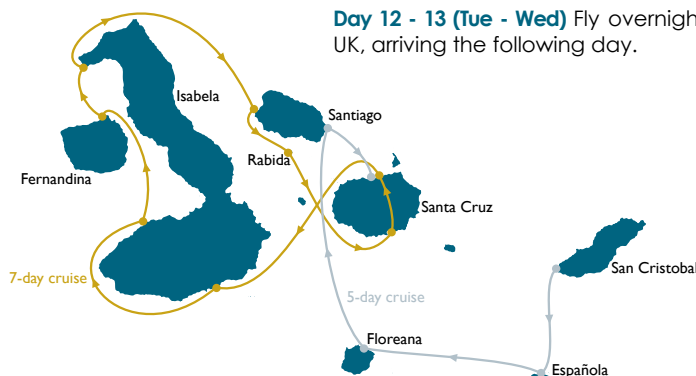 Day 12 - 13 (Tue - Wed) Fly overnigh
UK, arriving the following day.
Isabela
Santiago
Rabida
Fernandina
Santa Cruz
San Cristobal
7-day cruise
5-day cruise
Floreana
Española